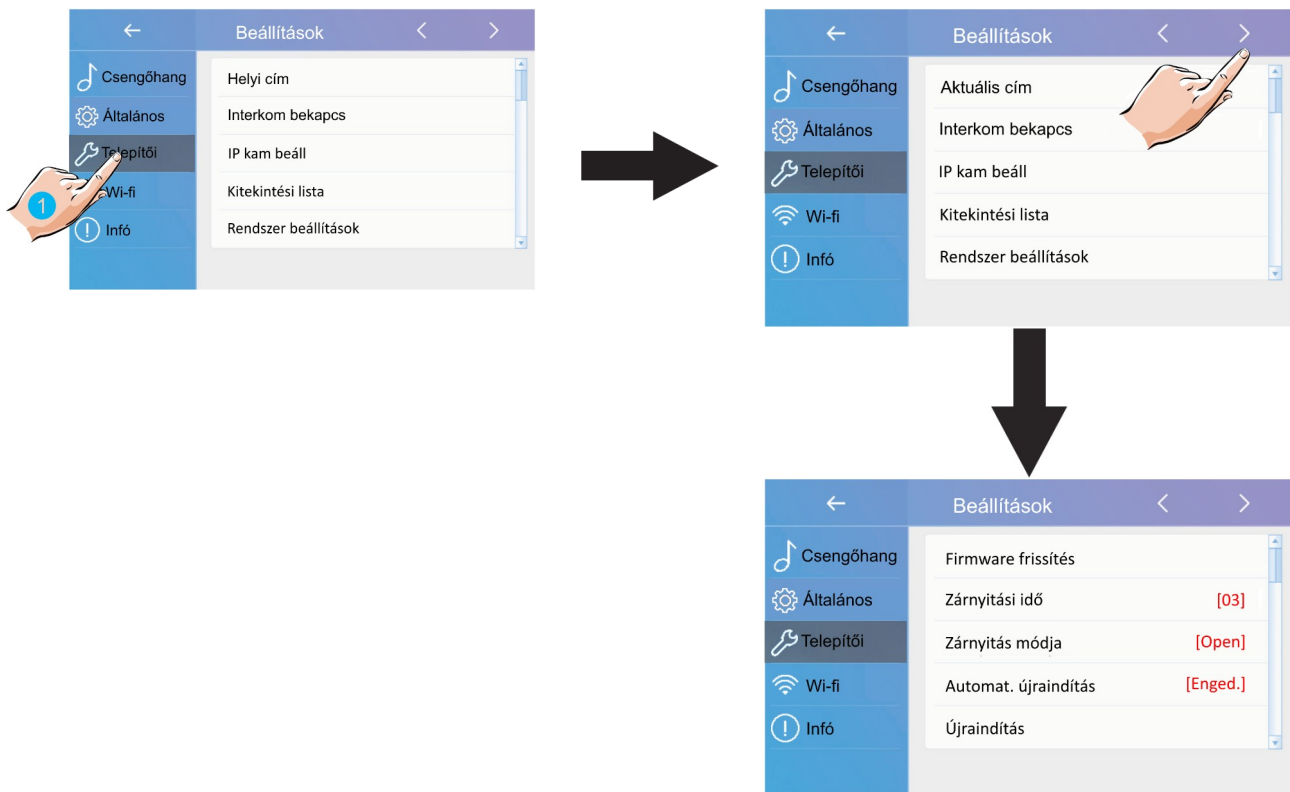 ← Beállítások < >
Csengőhang
Általános
Telepítői
Wi-fi
Infó
Helyi cím
Interkom bekapcs
IP kam beáll
Kitekintési lista
Rendszer beállítások
1
← Beállítások < >
Csengőhang
Általános
Telepítői
Wi-fi
Infó
Aktuális cím
Interkom bekapcs
IP kam beáll
Kitekintési lista
Rendszer beállítások
← Beállítások < >
Csengőhang
Általános
Telepítői
Wi-fi
Infó
Firmware frissítés
Zárnyitási idő [03]
Zárnyitás módja [Open]
Automat. újraindítás [Enged.]
Újraindítás